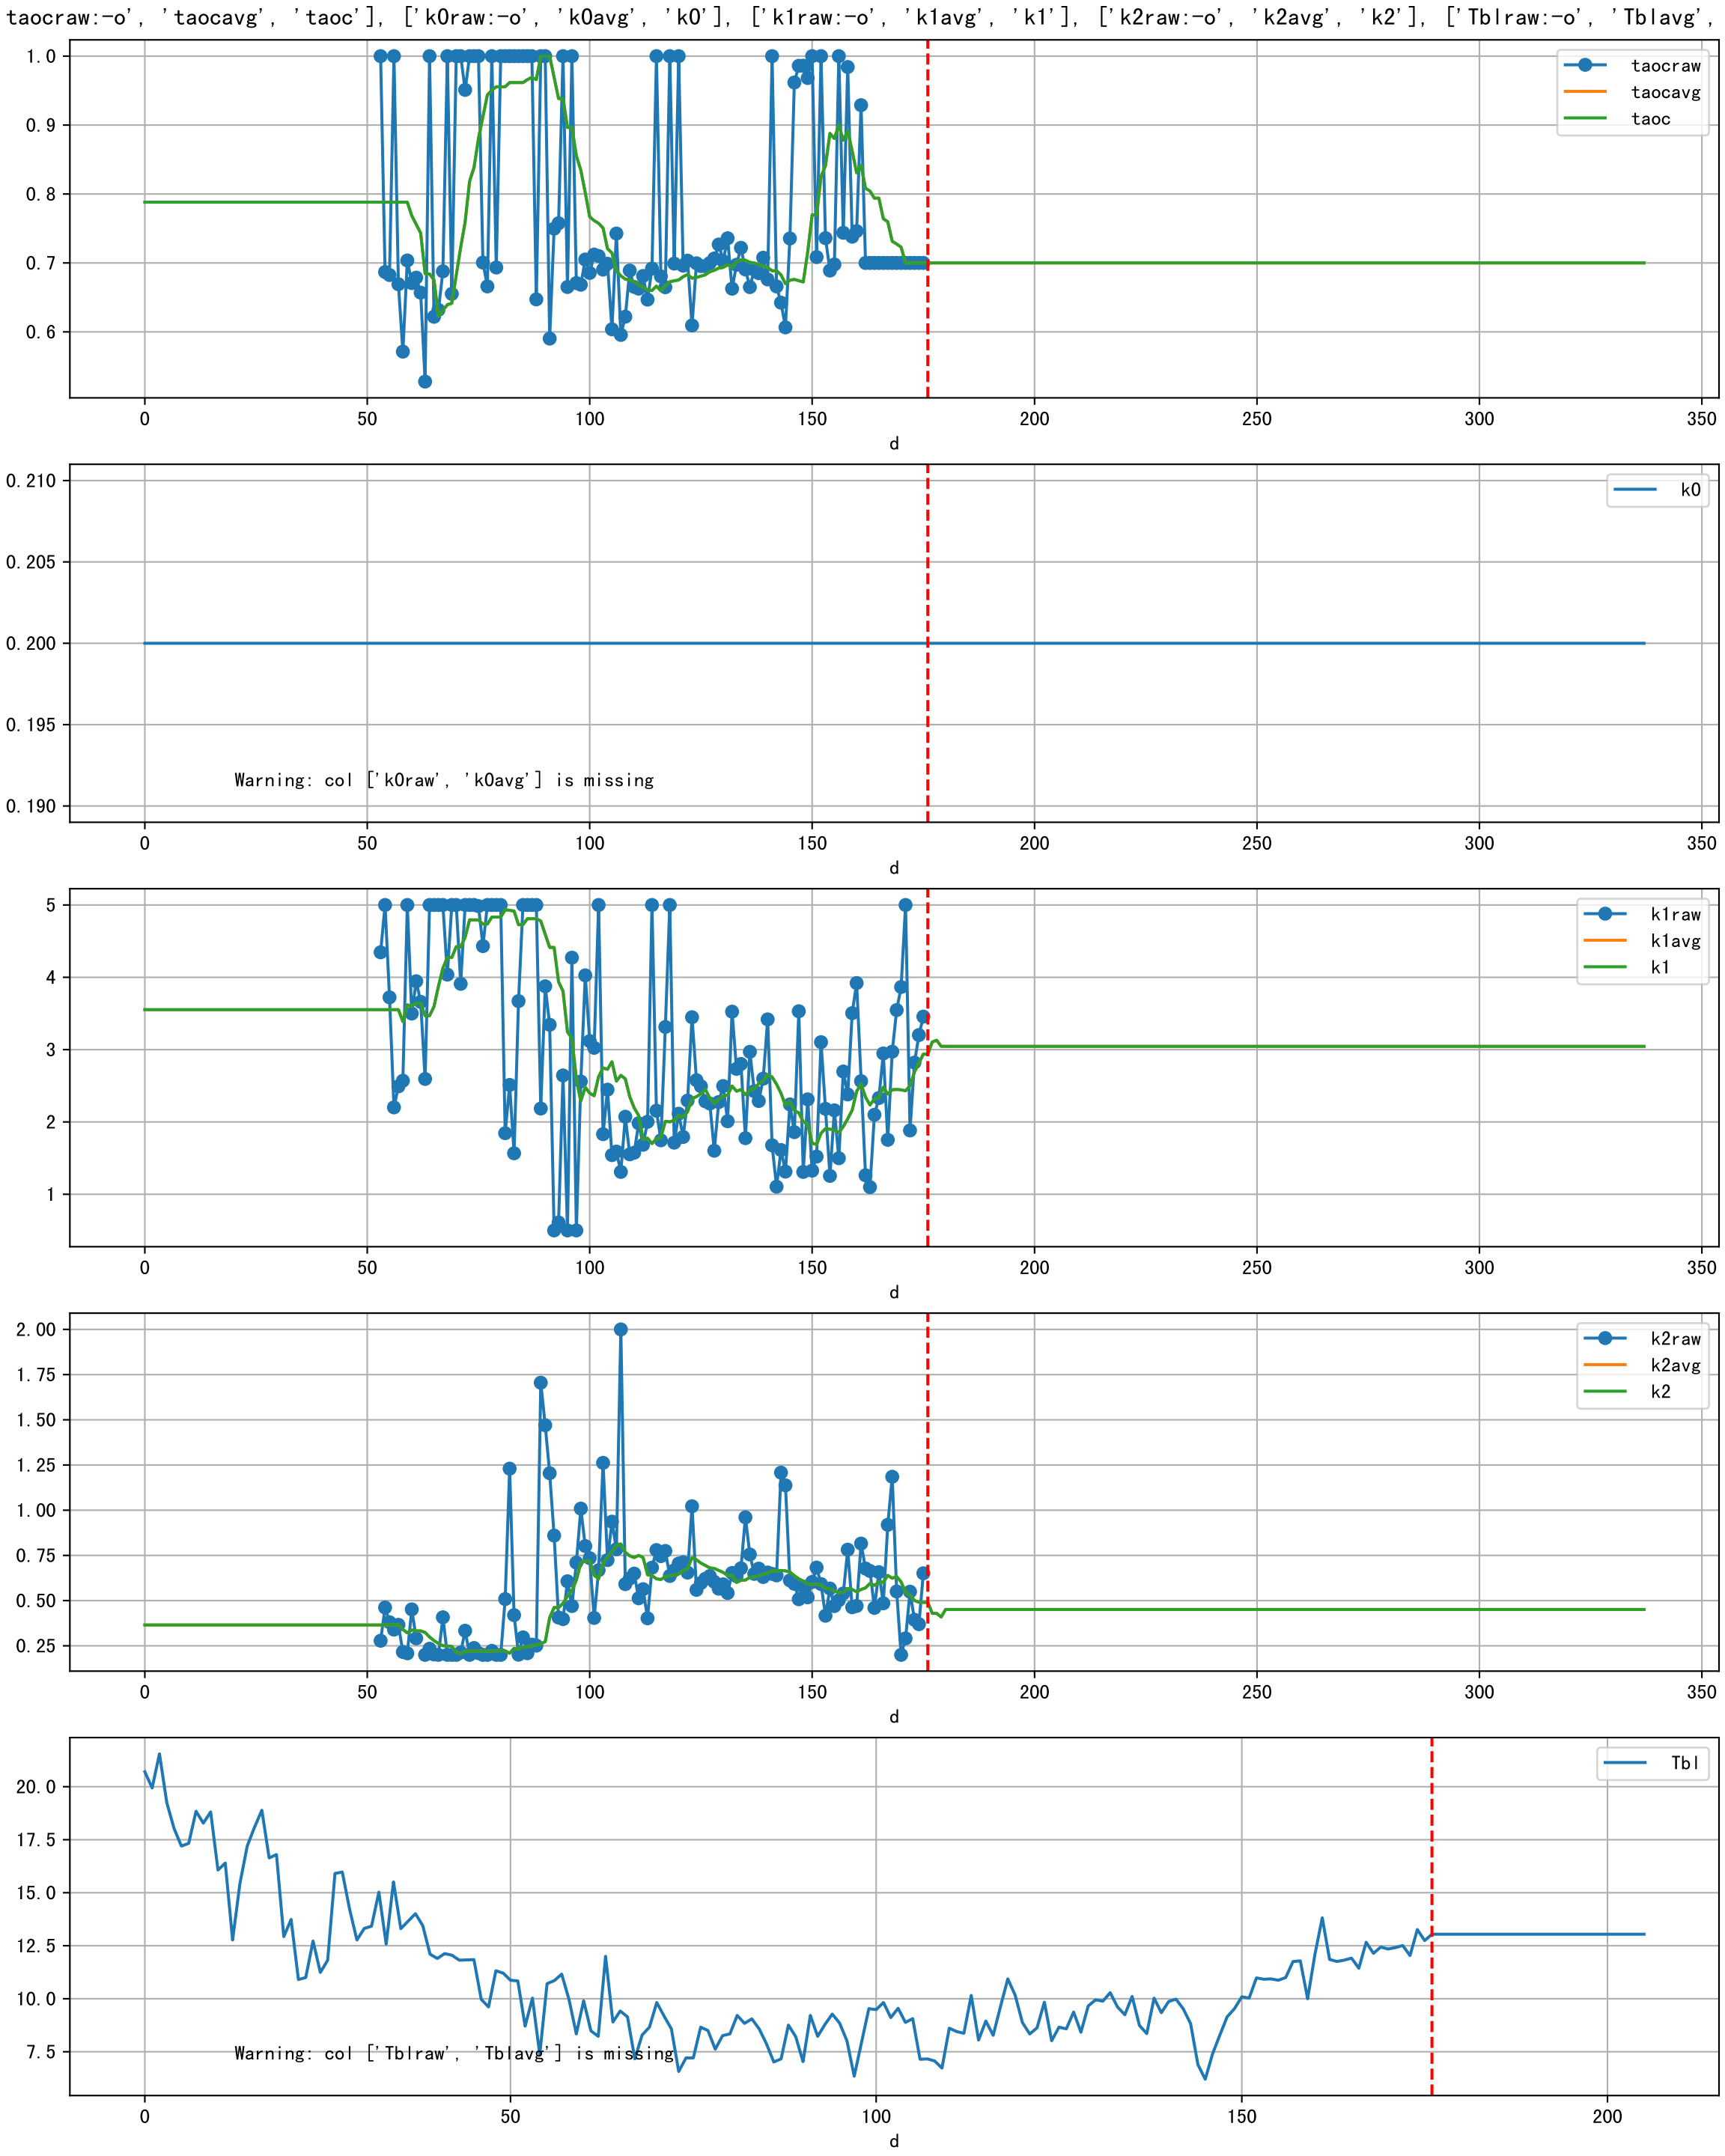 taocraw:-o', 'taocavg', 'taoc'], ['k0raw:-o', 'k0avg', 'k0'], ['k1raw:-o', 'k1avg', 'k1'], ['k2raw:-o', 'k2avg', 'k2'], ['Tblraw:-o', 'Tblavg',
1.0
0.9
0.8
0.7
0.6
taocraw
taocavg
taoc
0 50 100 150 200 250 300 350
d
0.210
0.205
0.200
0.195
0.190
k0
Warning: col ['k0raw', 'k0avg'] is missing
0 50 100 150 200 250 300 350
d
5
4
3
2
1
k1raw
k1avg
k1
0 50 100 150 200 250 300 350
d
2.00
1.75
1.50
1.25
1.00
0.75
0.50
0.25
k2raw
k2avg
k2
0 50 100 150 200 250 300 350
d
20.0
17.5
15.0
12.5
10.0
7.5
Tbl
Warning: col ['Tblraw', 'Tblavg'] is missing
0 50 100 150 200
d